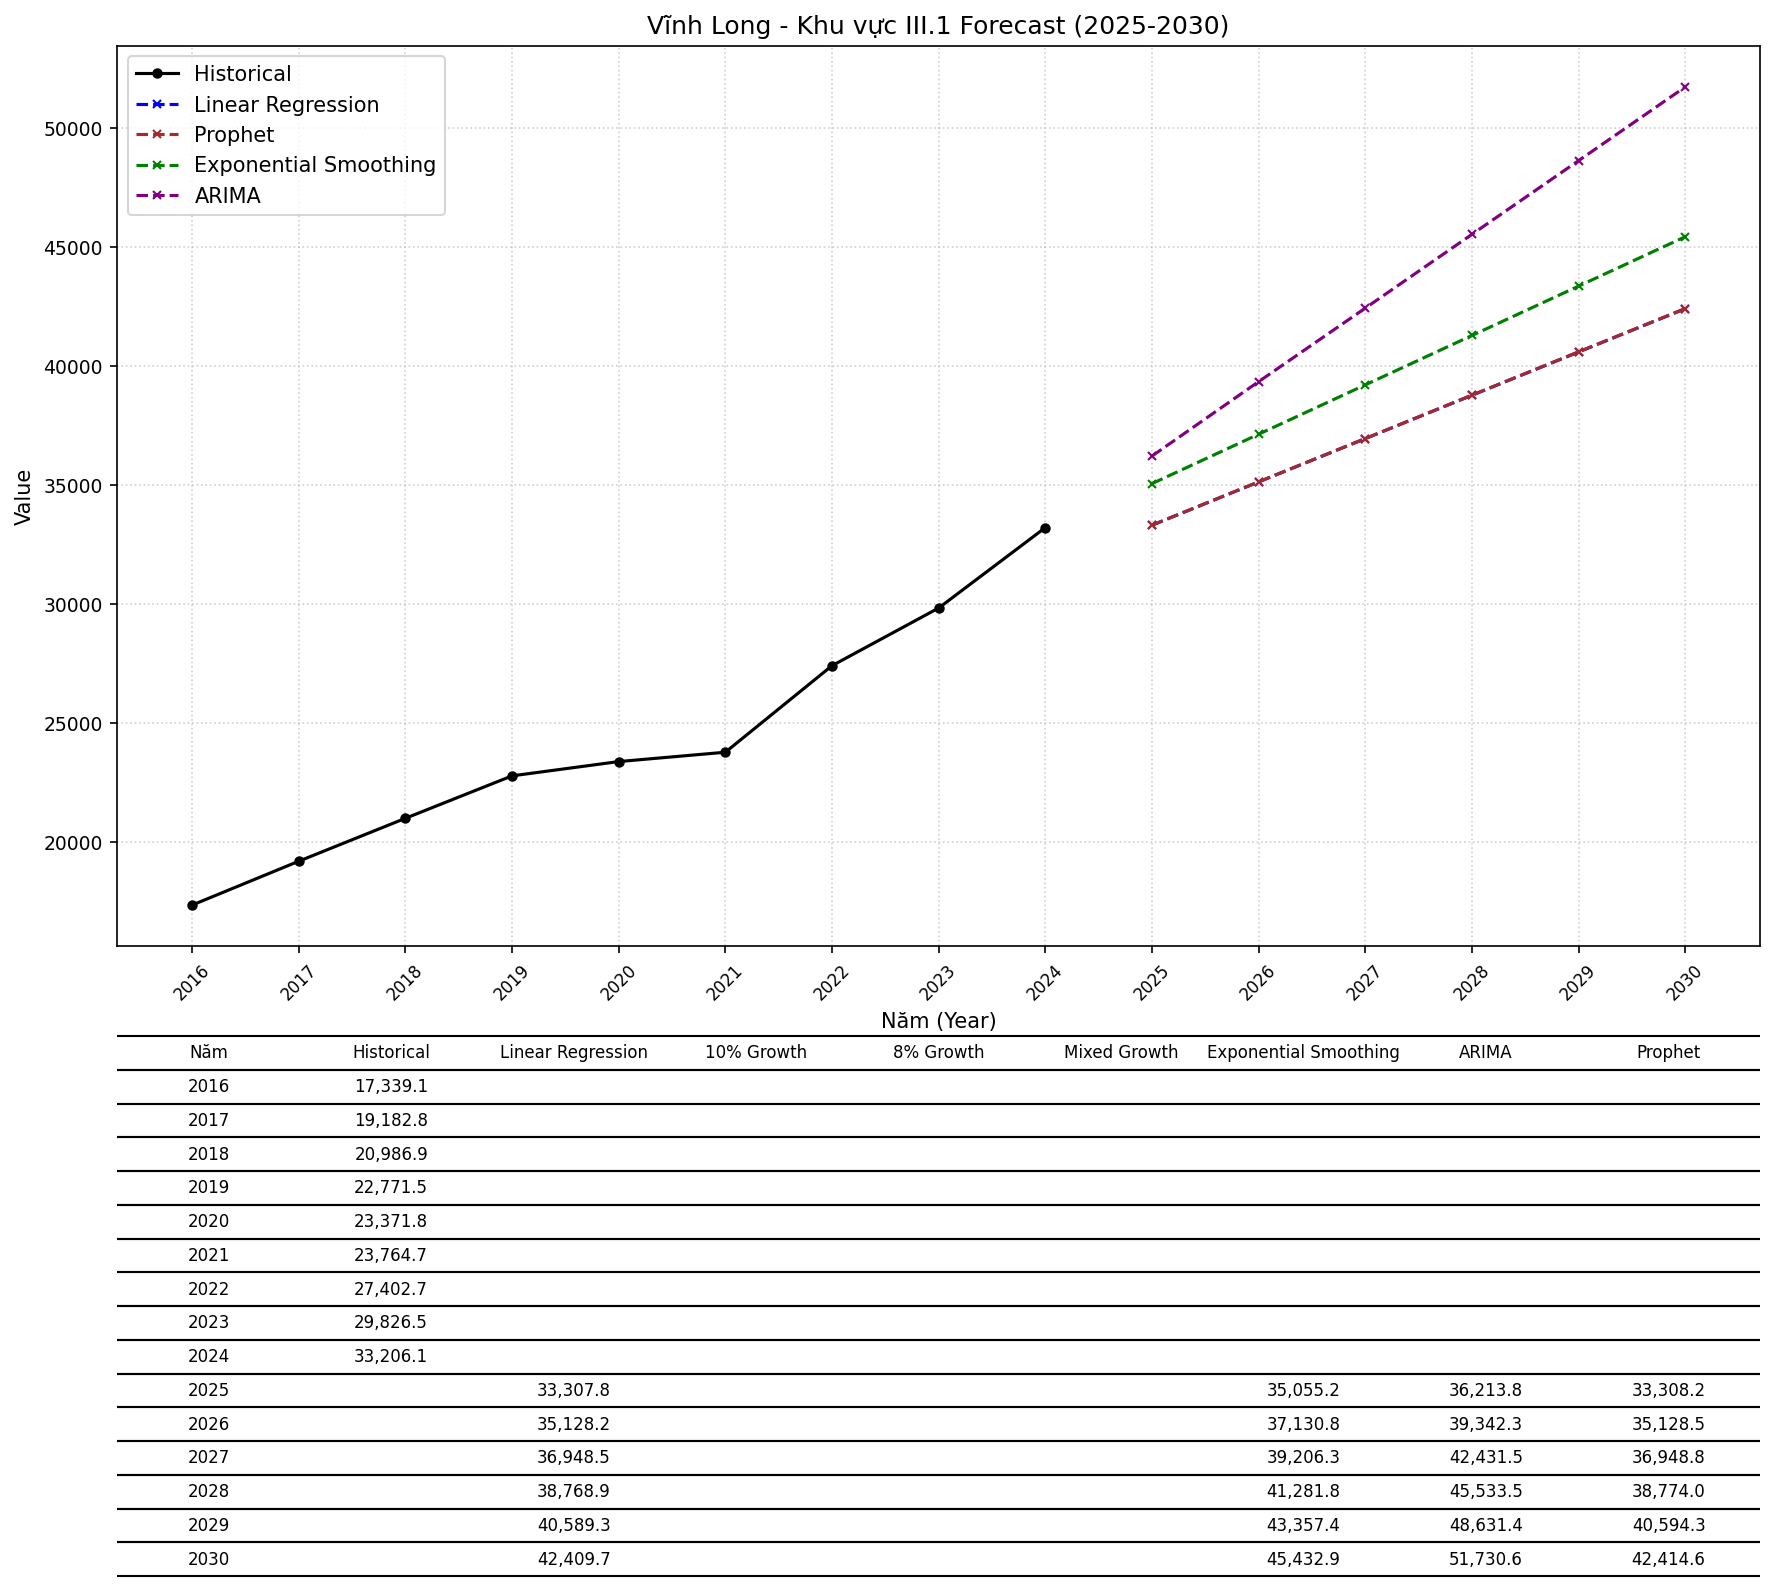 Vĩnh Long - Khu vực III.1 Forecast (2025-2030)
Historical
Linear Regression
Prophet
Exponential Smoothing
ARIMA
Value
50000
45000
40000
35000
30000
25000
20000
2016 2017 2018 2019 2020 2021 2022 2023 2024 2025 2026 2027 2028 2029 2030
Năm (Year)
Năm Historical Linear Regression 10% Growth 8% Growth Mixed Growth Exponential Smoothing ARIMA Prophet
2016 17,339.1
2017 19,182.8
2018 20,986.9
2019 22,771.5
2020 23,371.8
2021 23,764.7
2022 27,402.7
2023 29,826.5
2024 33,206.1
2025 33,307.8 35,055.2 36,213.8 33,308.2
2026 35,128.2 37,130.8 39,342.3 35,128.5
2027 36,948.5 39,206.3 42,431.5 36,948.8
2028 38,768.9 41,281.8 45,533.5 38,774.0
2029 40,589.3 43,357.4 48,631.4 40,594.3
2030 42,409.7 45,432.9 51,730.6 42,414.6